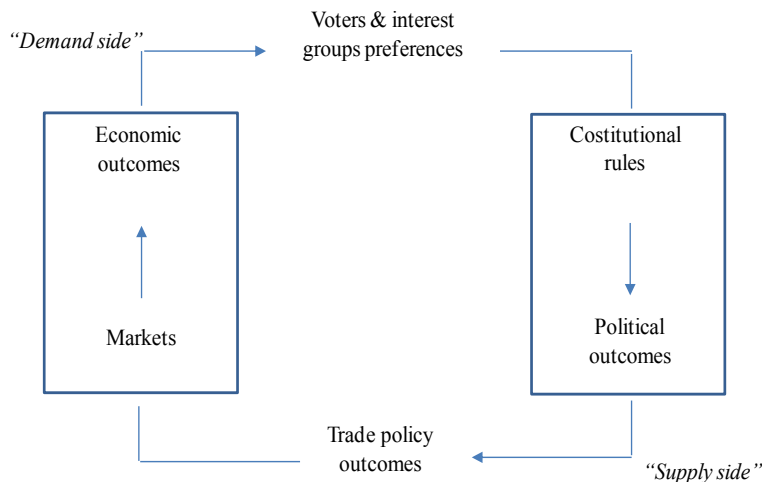 “Demand side”
Voters & interest
groups preferences
Economic
outcomes
Markets
Costitutional
rules
Political
outcomes
Trade policy
outcomes
“Supply side”